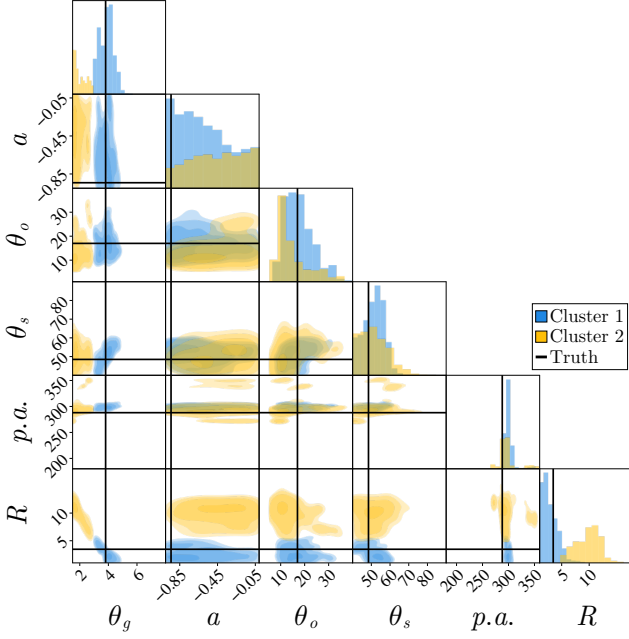 −0.05
−0.45
−0.85
a
30
20
10
θ_o
80
70
60
50
θ_s
350
300
250
200
p.a.
10
5
R
Cluster 1
Cluster 2
Truth
2 4 6
−0.85 −0.45 −0.05
10 20 30
50 60 70 80
200 250 300 350
5 10
θ_g a θ_o θ_s p.a. R